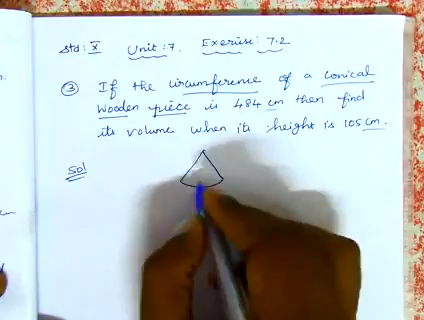 Std: X Unit: 7. Exercise: 7.2
③ If the circumference of a conical
wooden piece is 484 cm then find
its volume when its height is 105 cm.
Sol